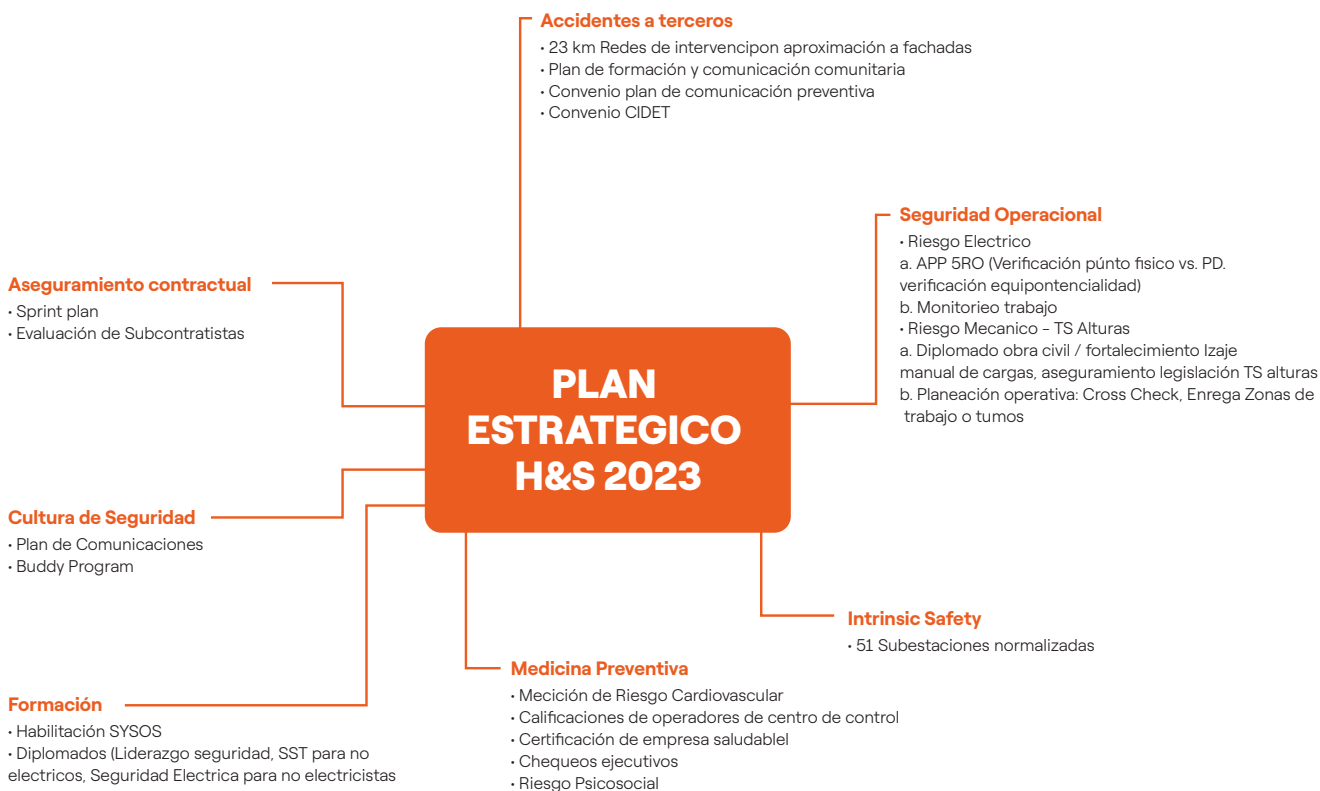 Accidentes a terceros
• 23 km Redes de intervencipon aproximación a fachadas
• Plan de formación y comunicación comunitaria
• Convenio plan de comunicación preventiva
• Convenio CIDET
Seguridad Operacional
• Riesgo Electrico
a. APP 5RO (Verificación púnto fisico vs. PD.
verificación equipontencialidad)
b. Monitorieo trabajo
• Riesgo Mecanico - TS Alturas
a. Diplomado obra civil / fortalecimiento Izaje
manual de cargas, aseguramiento legislación TS alturas
b. Planeación operativa: Cross Check, Enrega Zonas de
trabajo o tumos
Aseguramiento contractual
• Sprint plan
• Evaluación de Subcontratistas
PLAN
ESTRATEGICO
H&S 2023
Cultura de Seguridad
• Plan de Comunicaciones
• Buddy Program
Intrinsic Safety
• 51 Subestaciones normalizadas
Medicina Preventiva
• Mecición de Riesgo Cardiovascular
• Calificaciones de operadores de centro de control
• Certificación de empresa saludablel
• Chequeos ejecutivos
• Riesgo Psicosocial
Formación
• Habilitación SYSOS
• Diplomados (Liderazgo seguridad, SST para no
electricos, Seguridad Electrica para no electricistas